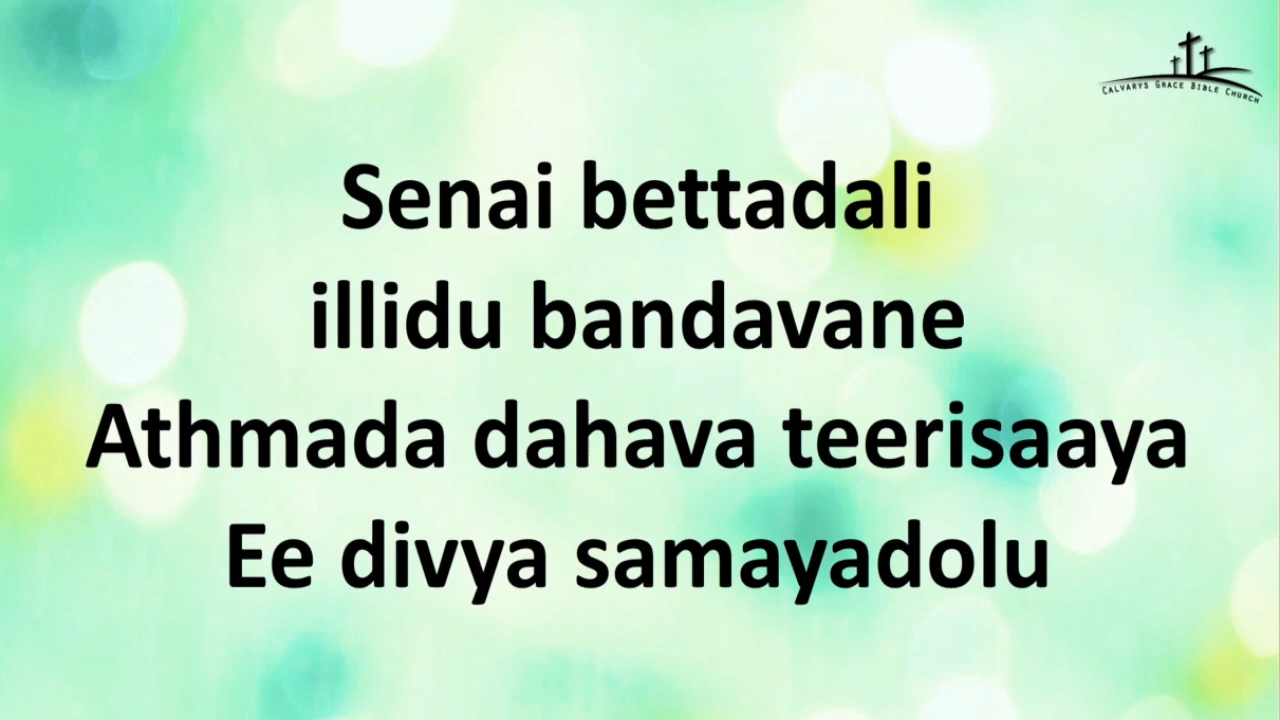 CALVARYS GRACE BIBLE CHURCH
Senai bettadali
illidu bandavane
Athmada dahava teerisaaya
Ee divya samayadolu